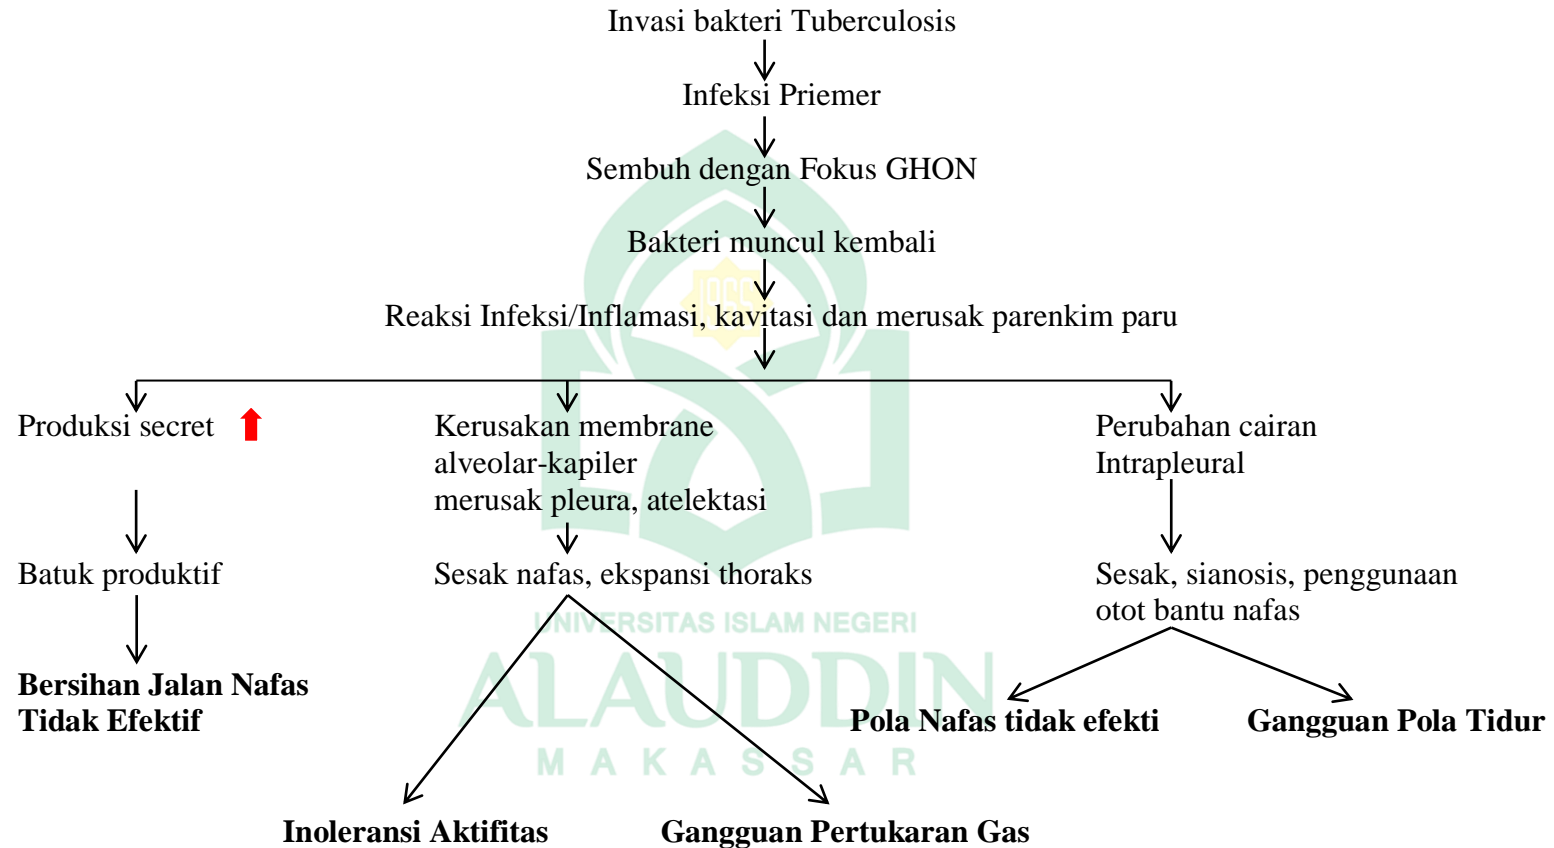 Invasi bakteri Tuberculosis
Infeksi Priemer
Sembuh dengan Fokus GHON
Bakteri muncul kembali
Reaksi Infeksi/Inflamasi, kavitasi dan merusak parenkim paru
Produksi secret
Kerusakan membrane
alveolar-kapiler
merusak pleura, atelektasi
Perubahan cairan
Intrapleural
Batuk produktif
Sesak nafas, ekspansi thoraks
Sesak, sianosis, penggunaan
otot bantu nafas
UNIVERSITAS ISLAM NEGERI
ALAUDDIN
MAKASSAR
Bersihan Jalan Nafas
Tidak Efektif
Pola Nafas tidak efekti
Gangguan Pola Tidur
Inoleransi Aktifitas
Gangguan Pertukaran Gas
1965